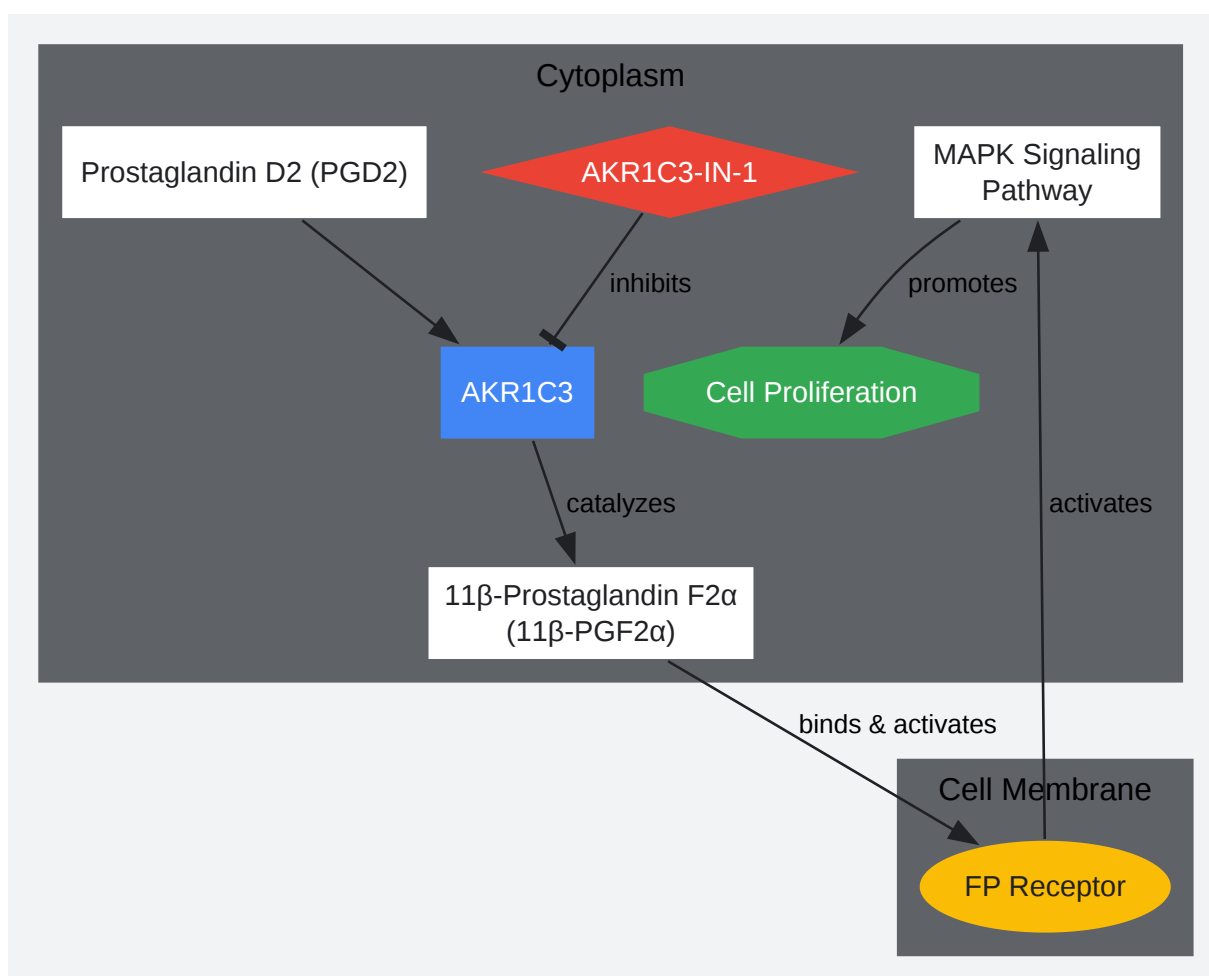 Cytoplasm
Prostaglandin D2 (PGD2)
AKR1C3-IN-1
MAPK Signaling
Pathway
inhibits
promotes
AKR1C3
Cell Proliferation
catalyzes
activates
11β-Prostaglandin F2α
(11β-PGF2α)
binds & activates
Cell Membrane
FP Receptor